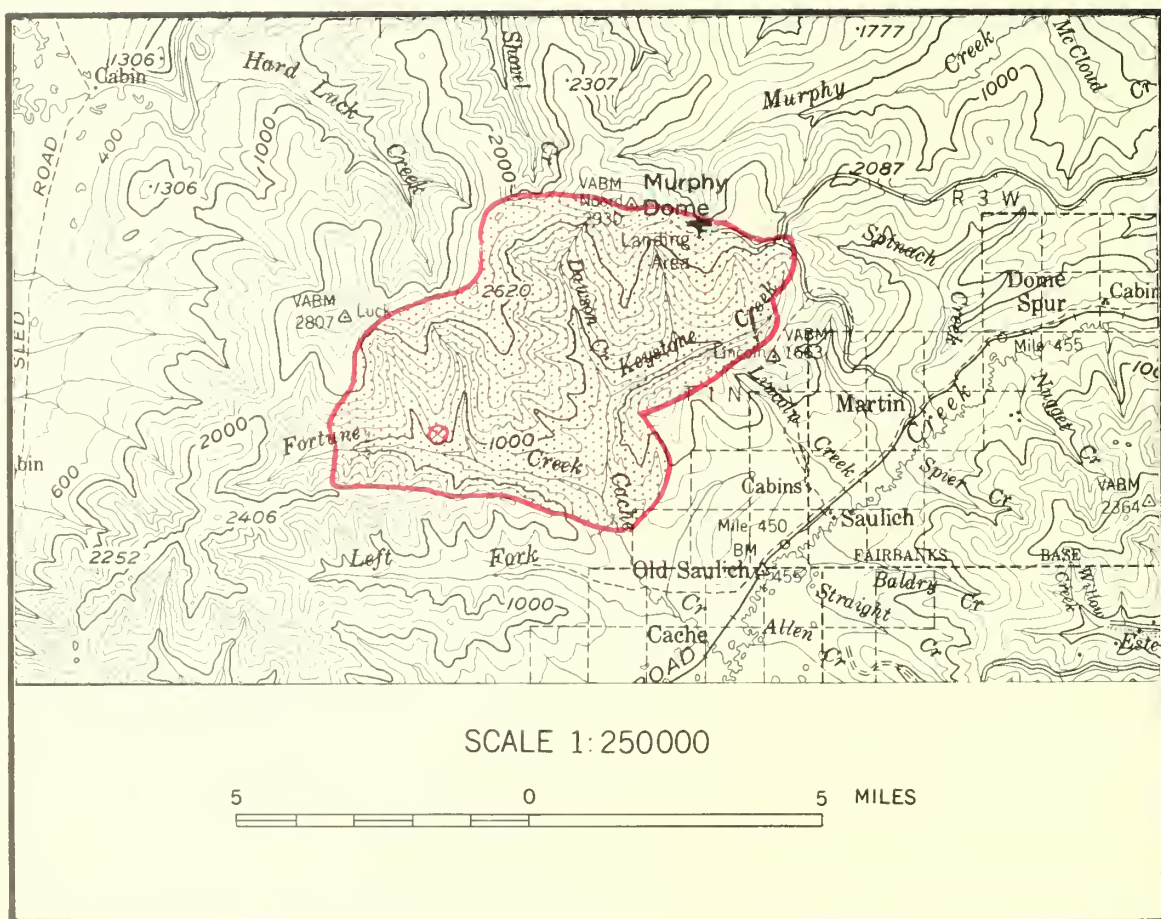 1306
Cabin
Hard Luck Creek
Shovel Cr
2307
1777
Murphy Creek
McCloud Cr
1000
ROAD
400
1000
1306
2000
VABM
2930
Murphy
Dome
Landing
Area
2087
R 3 W
Spinach Creek
Dome
Spur
Cabin
Mile 455
VABM
2807
Luck
2620
Dawson Cr
Keystone Creek
VABM
Lincoln 1663
SLED
T 1 N
Lincoln Creek
Martin
Creek
Nugget Cr
2000
Fortune Creek
1000
Cache
600
2406
2252
Cabins
Spier Cr
VABM
2364
Mile 450
Saulich
BM
455
Left Fork
Old Saulich
FAIRBANKS BASE
Baldry Cr
Straight Cr
Willow Creek
1000
Cr
Cache
Allen
ROAD
Cr
Este
SCALE 1:250000
5 0 5 MILES